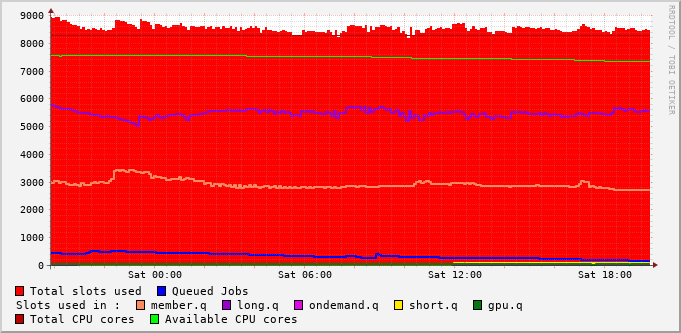 9000
8000
7000
6000
5000
4000
3000
2000
1000
0
Sat 00:00 Sat 06:00 Sat 12:00 Sat 18:00
Total slots used Queued Jobs
Slots used in : member.q long.q ondemand.q short.q gpu.q
Total CPU cores Available CPU cores
RRDTOOL / TOBI OETIKER